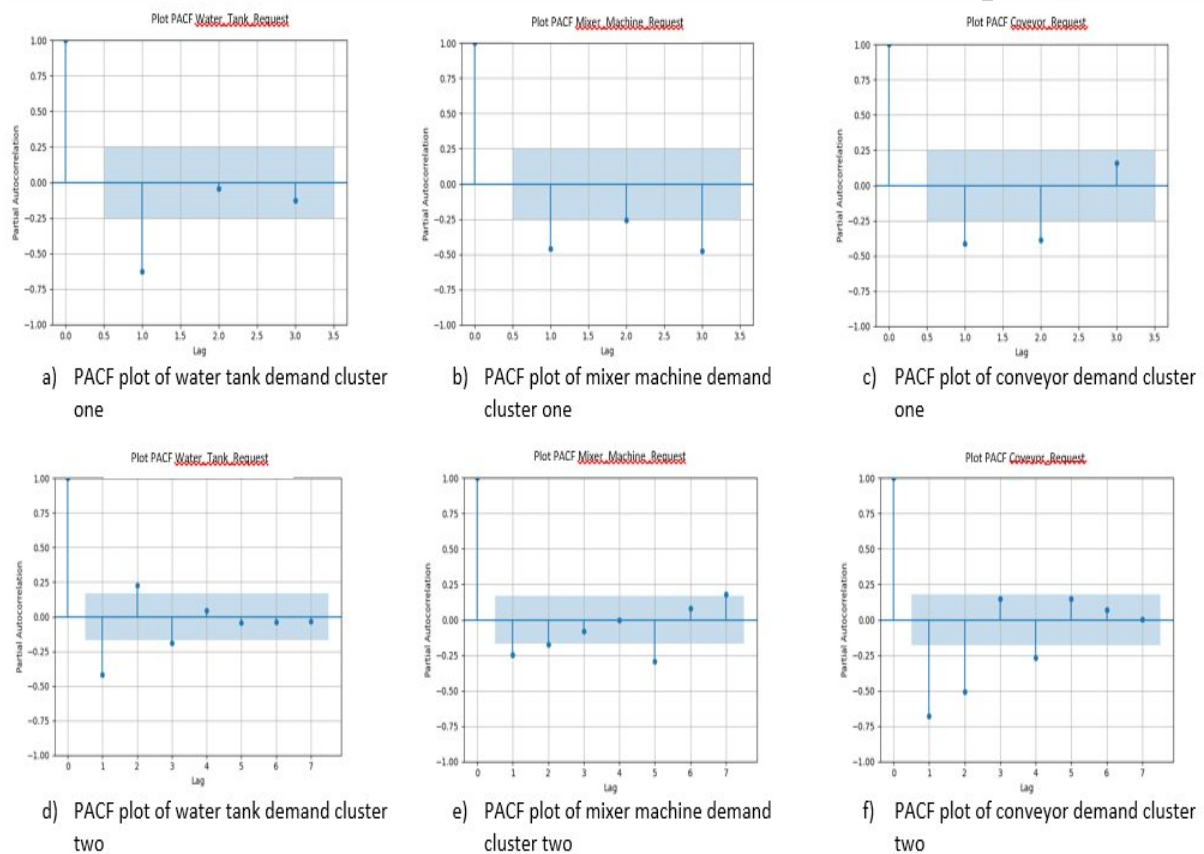 Plot PACF Water_Tank_Request
Partial Autocorrelation
1.00
0.75
0.50
0.25
0.00
−0.25
−0.50
−0.75
−1.00
0.0 0.5 1.0 1.5 2.0 2.5 3.0 3.5
Lag
a) PACF plot of water tank demand cluster
one
Plot PACF Mixer_Machine_Request
Partial Autocorrelation
1.00
0.75
0.50
0.25
0.00
−0.25
−0.50
−0.75
−1.00
0.0 0.5 1.0 1.5 2.0 2.5 3.0 3.5
Lag
b) PACF plot of mixer machine demand
cluster one
Plot PACF Coveyor_Request
Partial Autocorrelation
1.00
0.75
0.50
0.25
0.00
−0.25
−0.50
−0.75
−1.00
0.0 0.5 1.0 1.5 2.0 2.5 3.0 3.5
Lag
c) PACF plot of conveyor demand cluster
one
Plot PACF Water_Tank_Request
Partial Autocorrelation
1.00
0.75
0.50
0.25
0.00
−0.25
−0.50
−0.75
−1.00
0 1 2 3 4 5 6 7
Lag
d) PACF plot of water tank demand cluster
two
Plot PACF Mixer_Machine_Request
Partial Autocorrelation
1.00
0.75
0.50
0.25
0.00
−0.25
−0.50
−0.75
−1.00
0 1 2 3 4 5 6 7
Lag
e) PACF plot of mixer machine demand
cluster two
Plot PACF Coveyor_Request
Partial Autocorrelation
1.00
0.75
0.50
0.25
0.00
−0.25
−0.50
−0.75
−1.00
0 1 2 3 4 5 6 7
Lag
f) PACF plot of conveyor demand cluster
two